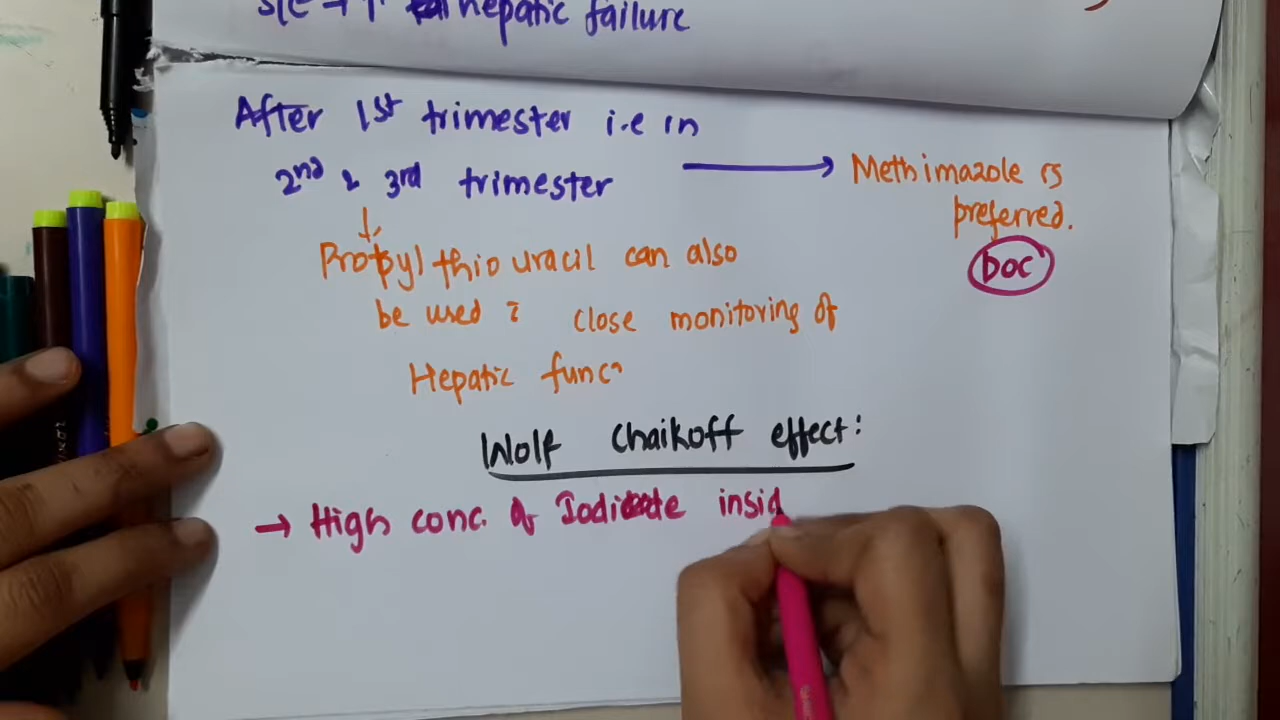 S/E → ↑ hepatic failure
After 1st trimester i.e in
2nd & 3rd trimester → Methimazole is
preferred.
DOC
↓
Propylthiouracil can also
be used c̄ close monitoring of
Hepatic func?
Wolf Chaikoff effect:
→ High conc. of Iodide insid